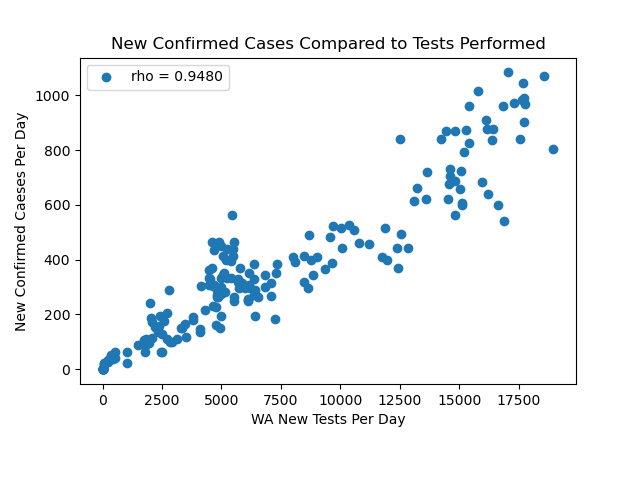 New Confirmed Cases Compared to Tests Performed
rho = 0.9480
New Confirmed Caeses Per Day
1000
800
600
400
200
0
0 2500 5000 7500 10000 12500 15000 17500
WA New Tests Per Day